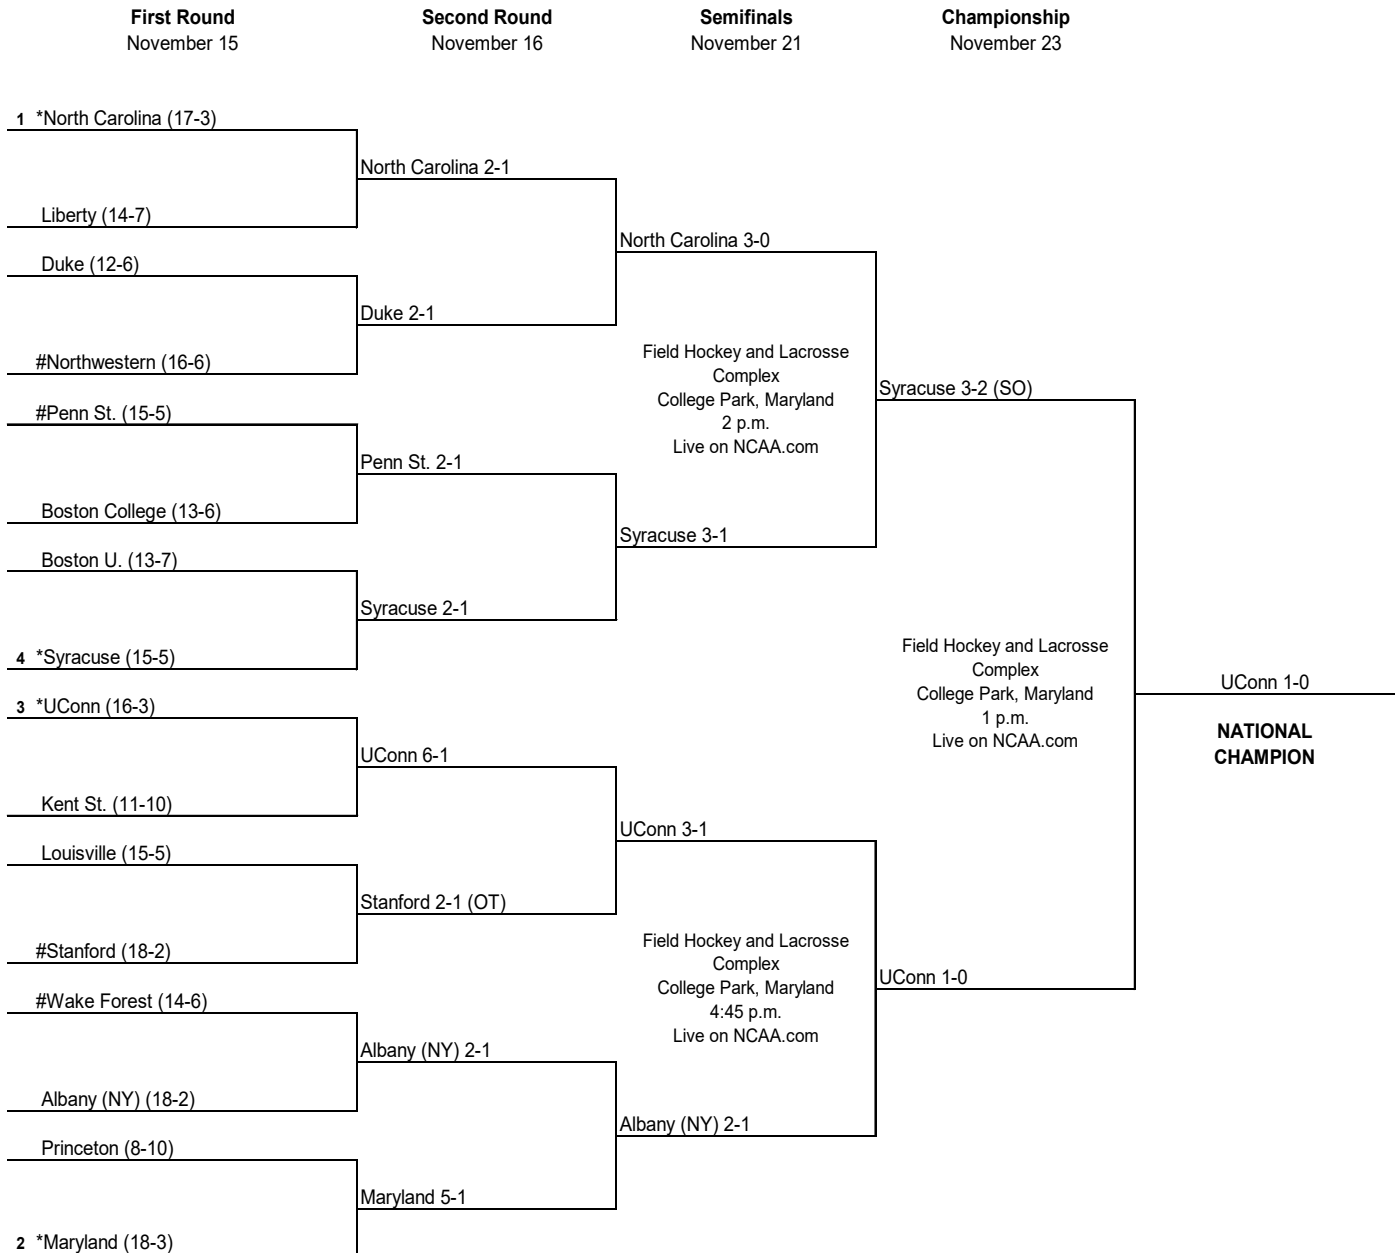 First Round
November 15
Second Round
November 16
Semifinals
November 21
Championship
November 23
1 *North Carolina (17-3)
Liberty (14-7)
Duke (12-6)
#Northwestern (16-6)
#Penn St. (15-5)
Boston College (13-6)
Boston U. (13-7)
4 *Syracuse (15-5)
3 *UConn (16-3)
Kent St. (11-10)
Louisville (15-5)
#Stanford (18-2)
#Wake Forest (14-6)
Albany (NY) (18-2)
Princeton (8-10)
2 *Maryland (18-3)
North Carolina 2-1
Duke 2-1
Penn St. 2-1
Syracuse 2-1
UConn 6-1
Stanford 2-1 (OT)
Albany (NY) 2-1
Maryland 5-1
North Carolina 3-0
Field Hockey and Lacrosse
Complex
College Park, Maryland
2 p.m.
Live on NCAA.com
Syracuse 3-1
UConn 3-1
Field Hockey and Lacrosse
Complex
College Park, Maryland
4:45 p.m.
Live on NCAA.com
Albany (NY) 2-1
Syracuse 3-2 (SO)
Field Hockey and Lacrosse
Complex
College Park, Maryland
1 p.m.
Live on NCAA.com
UConn 1-0
UConn 1-0
NATIONAL
CHAMPION